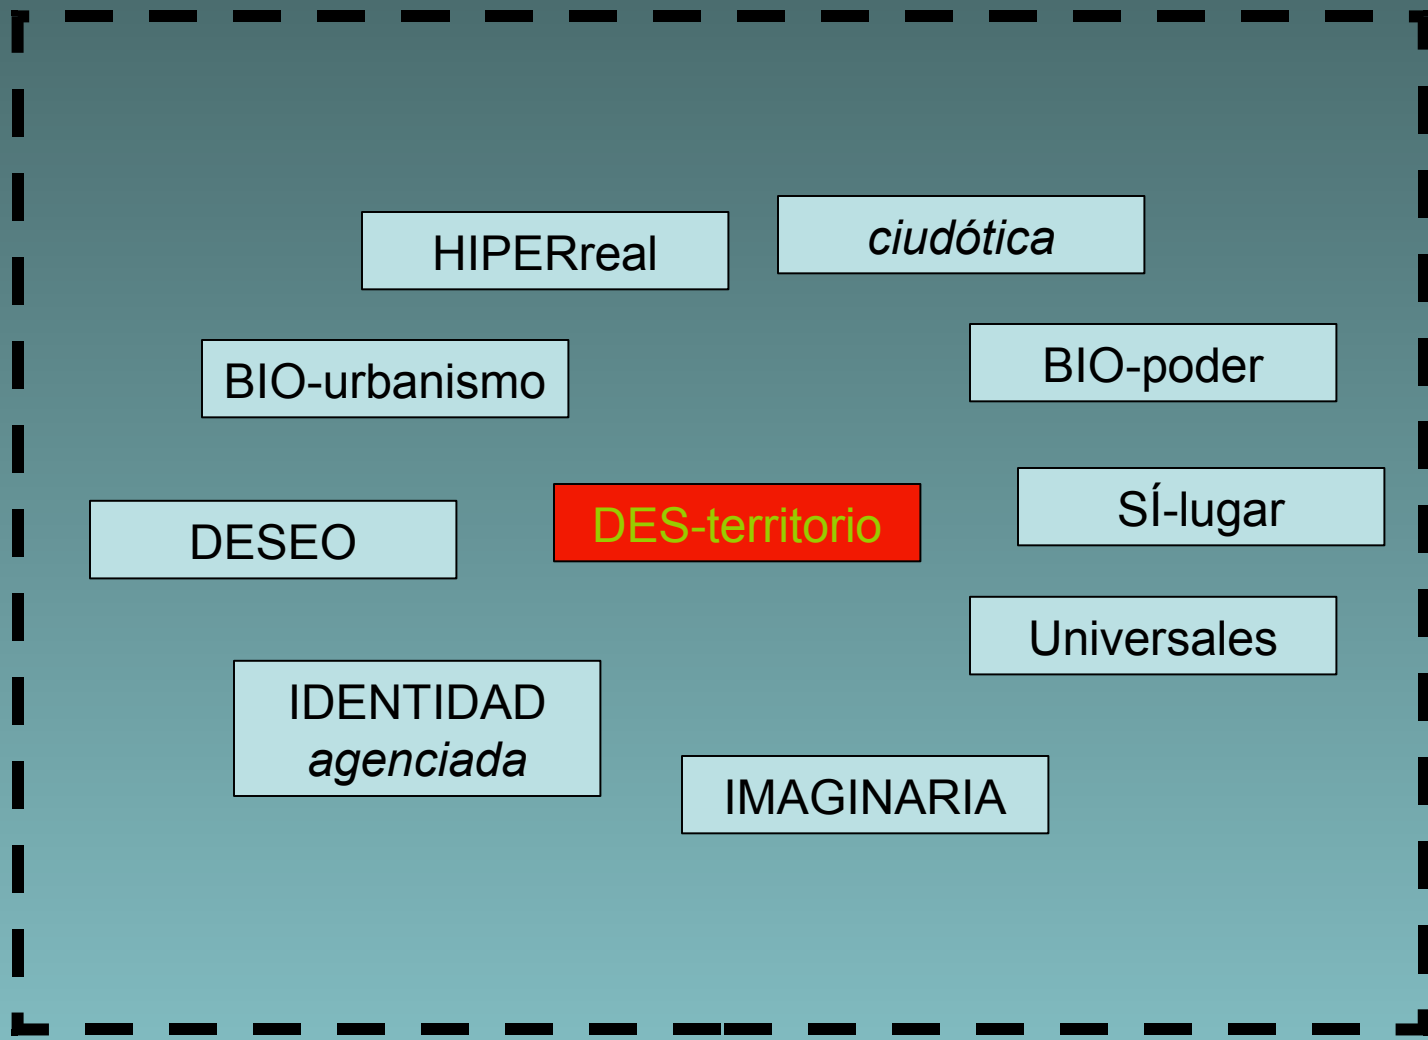 HIPERreal
ciudótica
BIO-urbanismo
BIO-poder
DESEO
DES-territorio
SÍ-lugar
Universales
IDENTIDAD
agenciada
IMAGINARIA